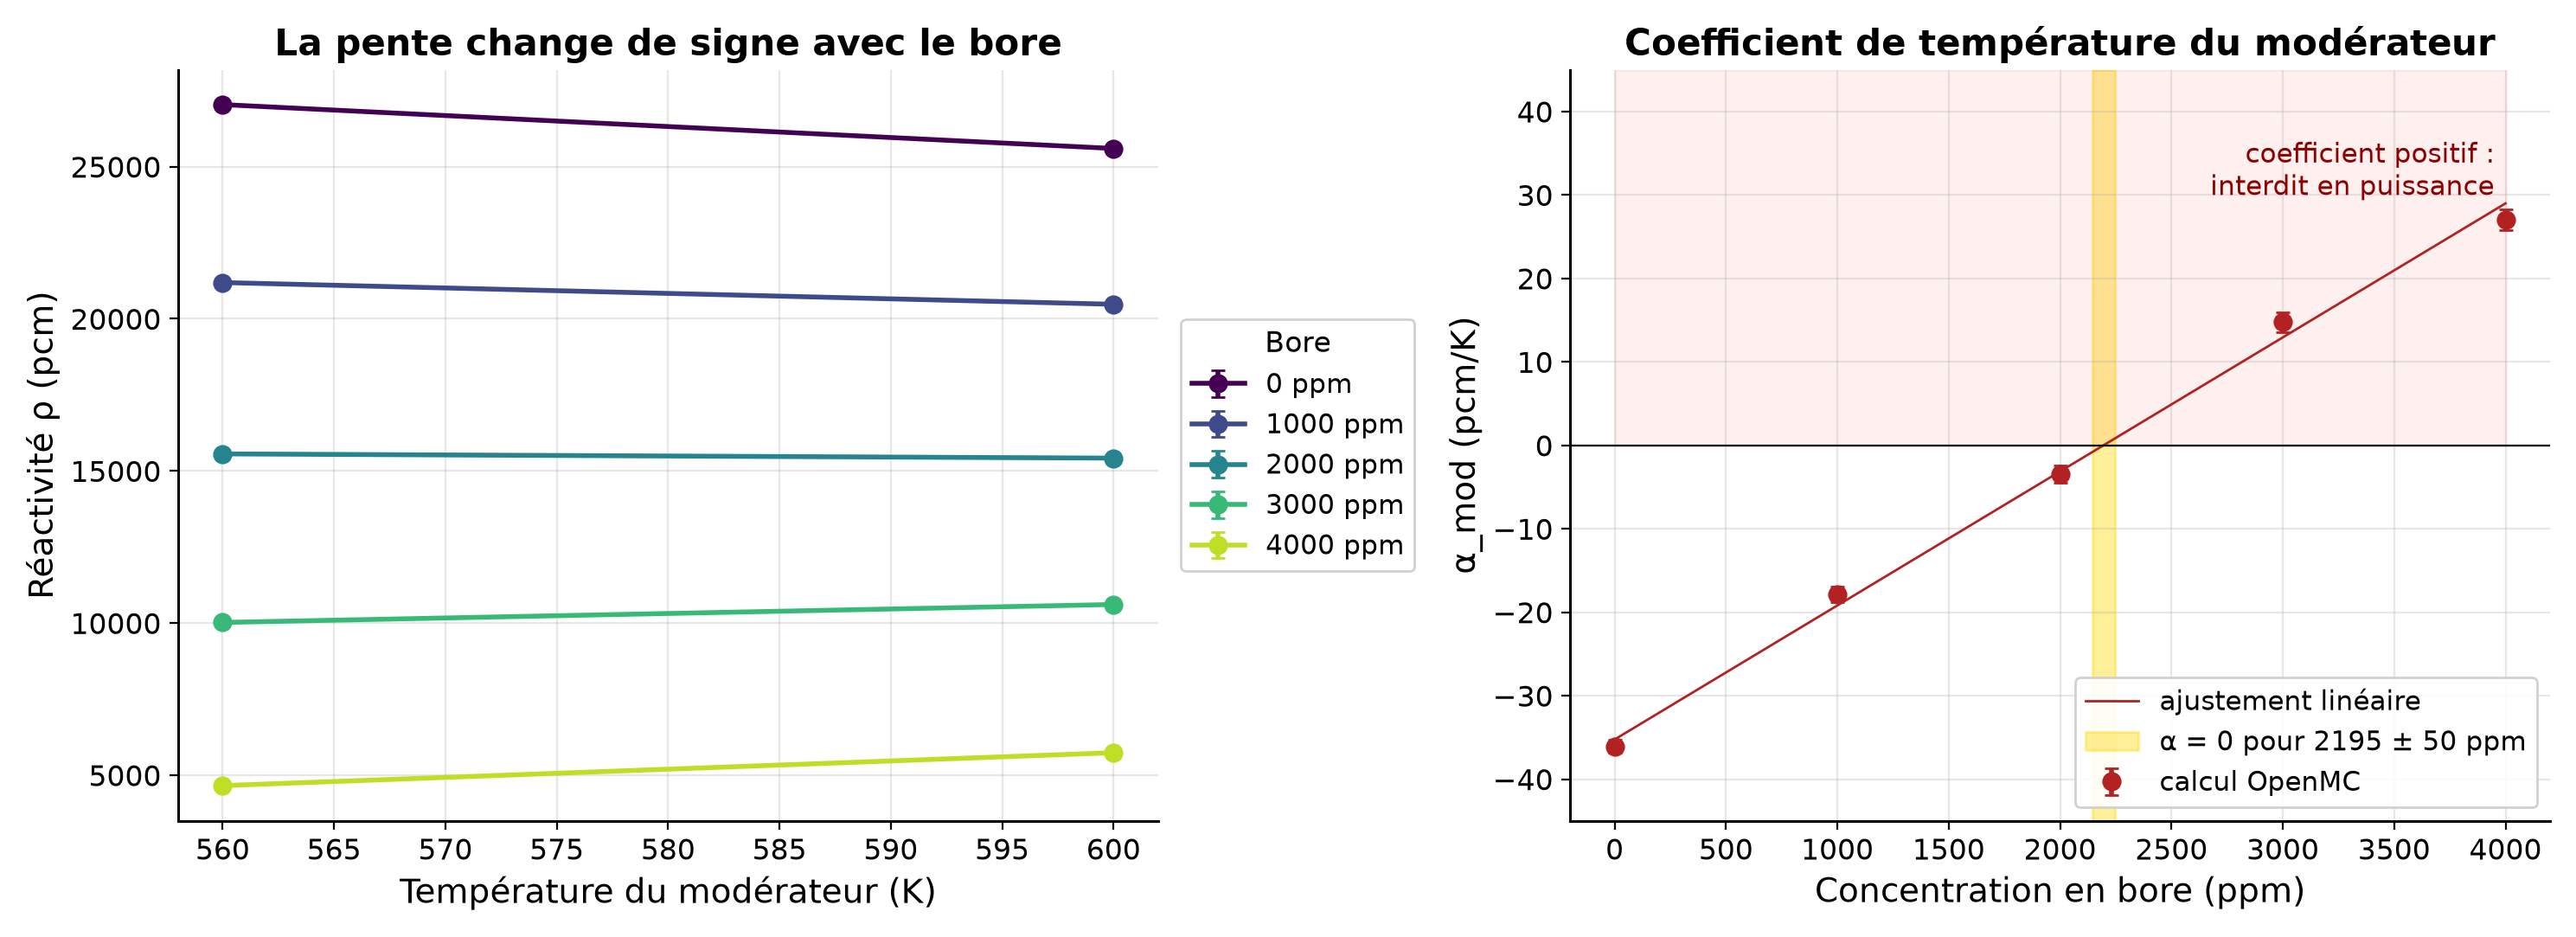 La pente change de signe avec le bore
Réactivité ρ (pcm)
25000
20000
15000
10000
5000
560 565 570 575 580 585 590 595 600
Température du modérateur (K)
Bore
0 ppm
1000 ppm
2000 ppm
3000 ppm
4000 ppm
Coefficient de température du modérateur
α_mod (pcm/K)
40
30
20
10
0
−10
−20
−30
−40
coefficient positif :
interdit en puissance
ajustement linéaire
α = 0 pour 2195 ± 50 ppm
calcul OpenMC
0 500 1000 1500 2000 2500 3000 3500 4000
Concentration en bore (ppm)